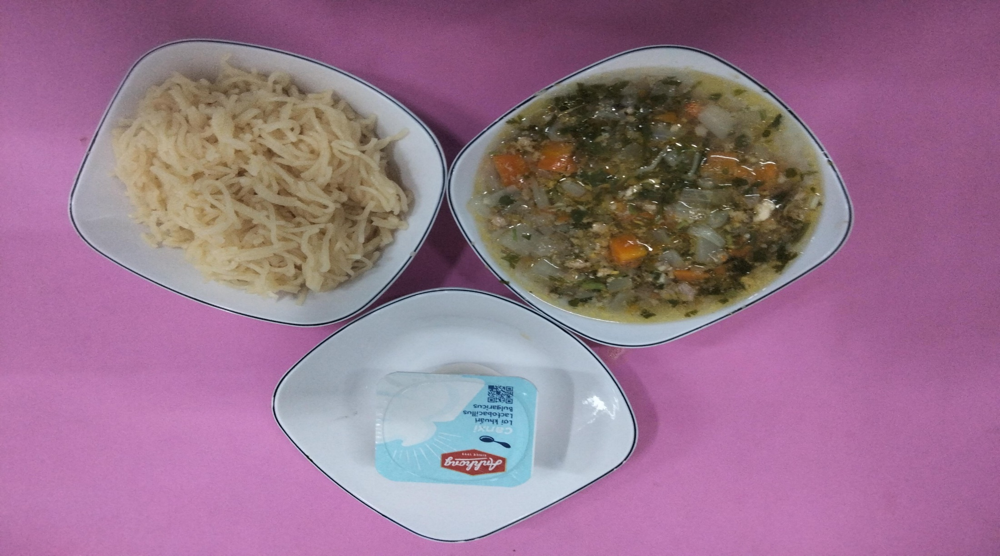 Anhhong
SINCE 1995
canxi
Lợi khuẩn
Lactobacillus
Bulgaricus